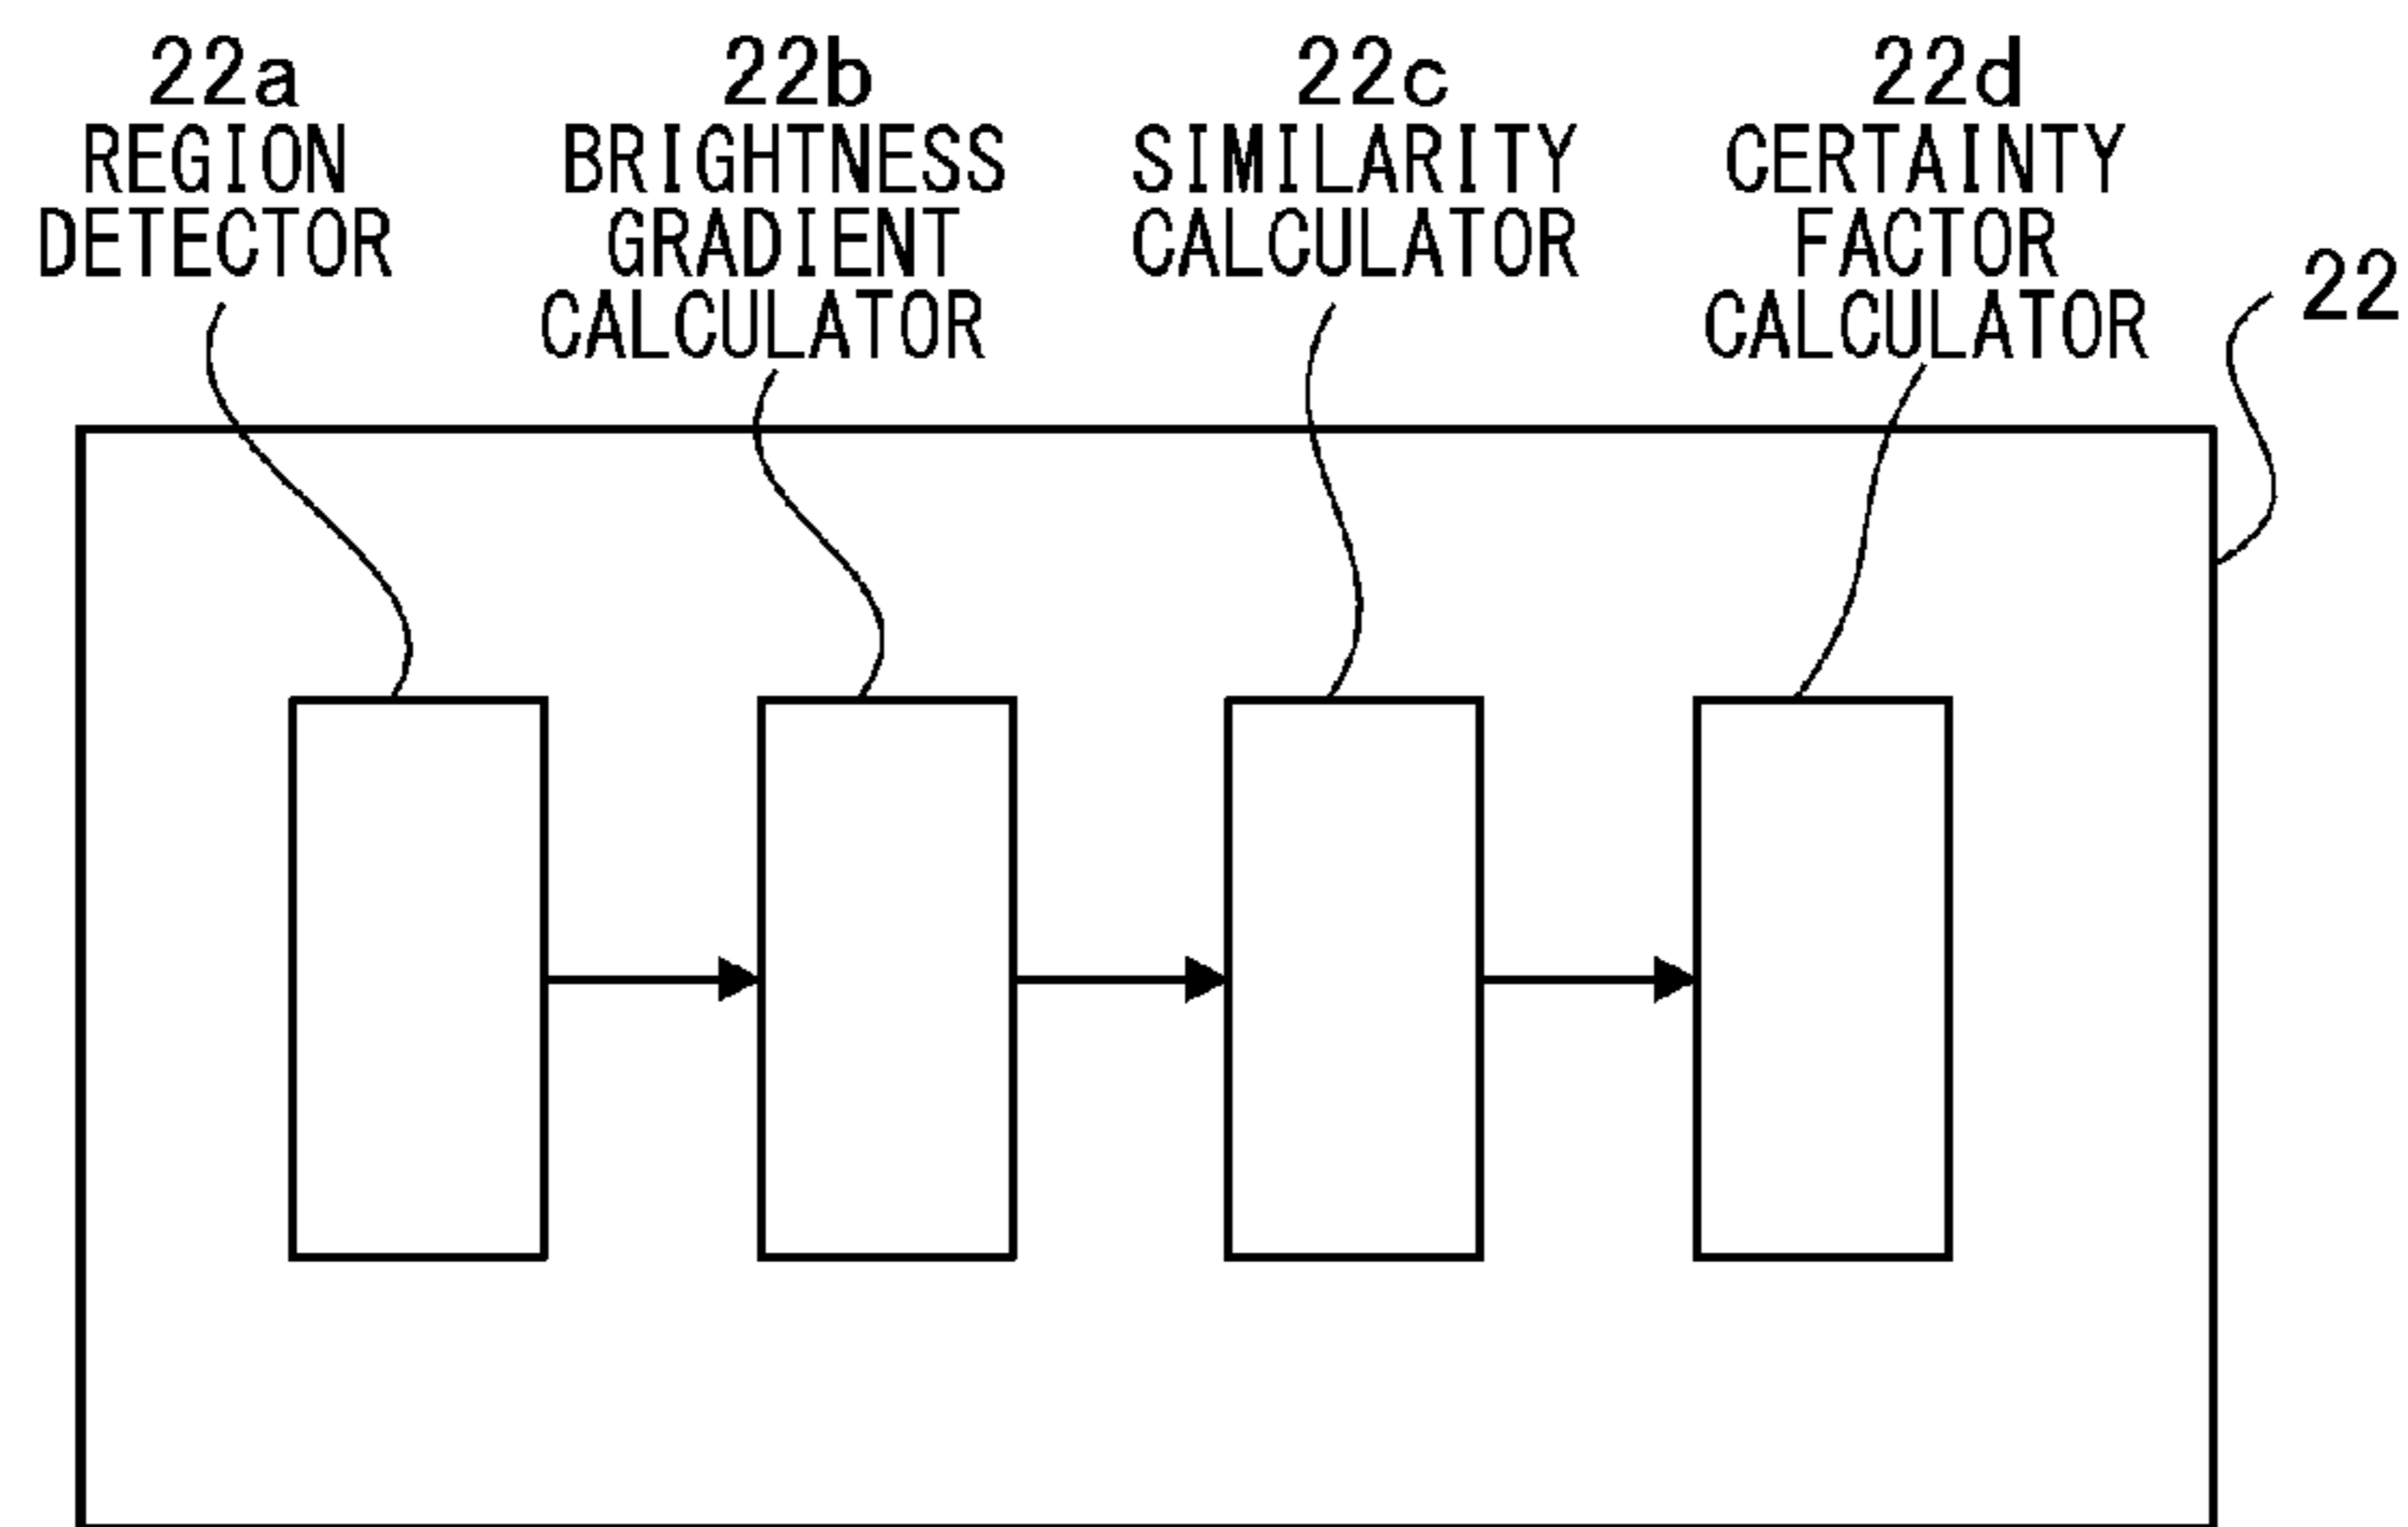 22a
REGION
DETECTOR
22b
BRIGHTNESS
GRADIENT
CALCULATOR
22c
SIMILARITY
CALCULATOR
22d
CERTAINTY
FACTOR
CALCULATOR
22